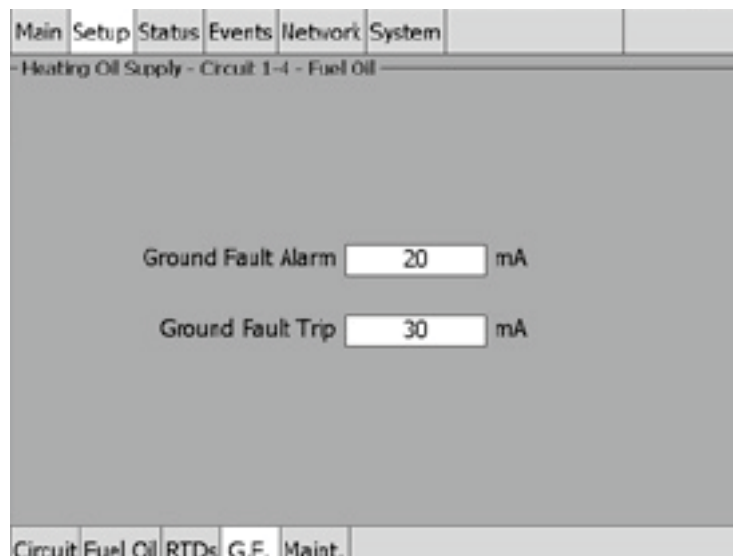 Main Setup Status Events Network System
Heating Oil Supply - Circuit 1-4 - Fuel Oil
Ground Fault Alarm 20 mA
Ground Fault Trip 30 mA
Circuit Fuel Oil RTDs G.F. Maint.